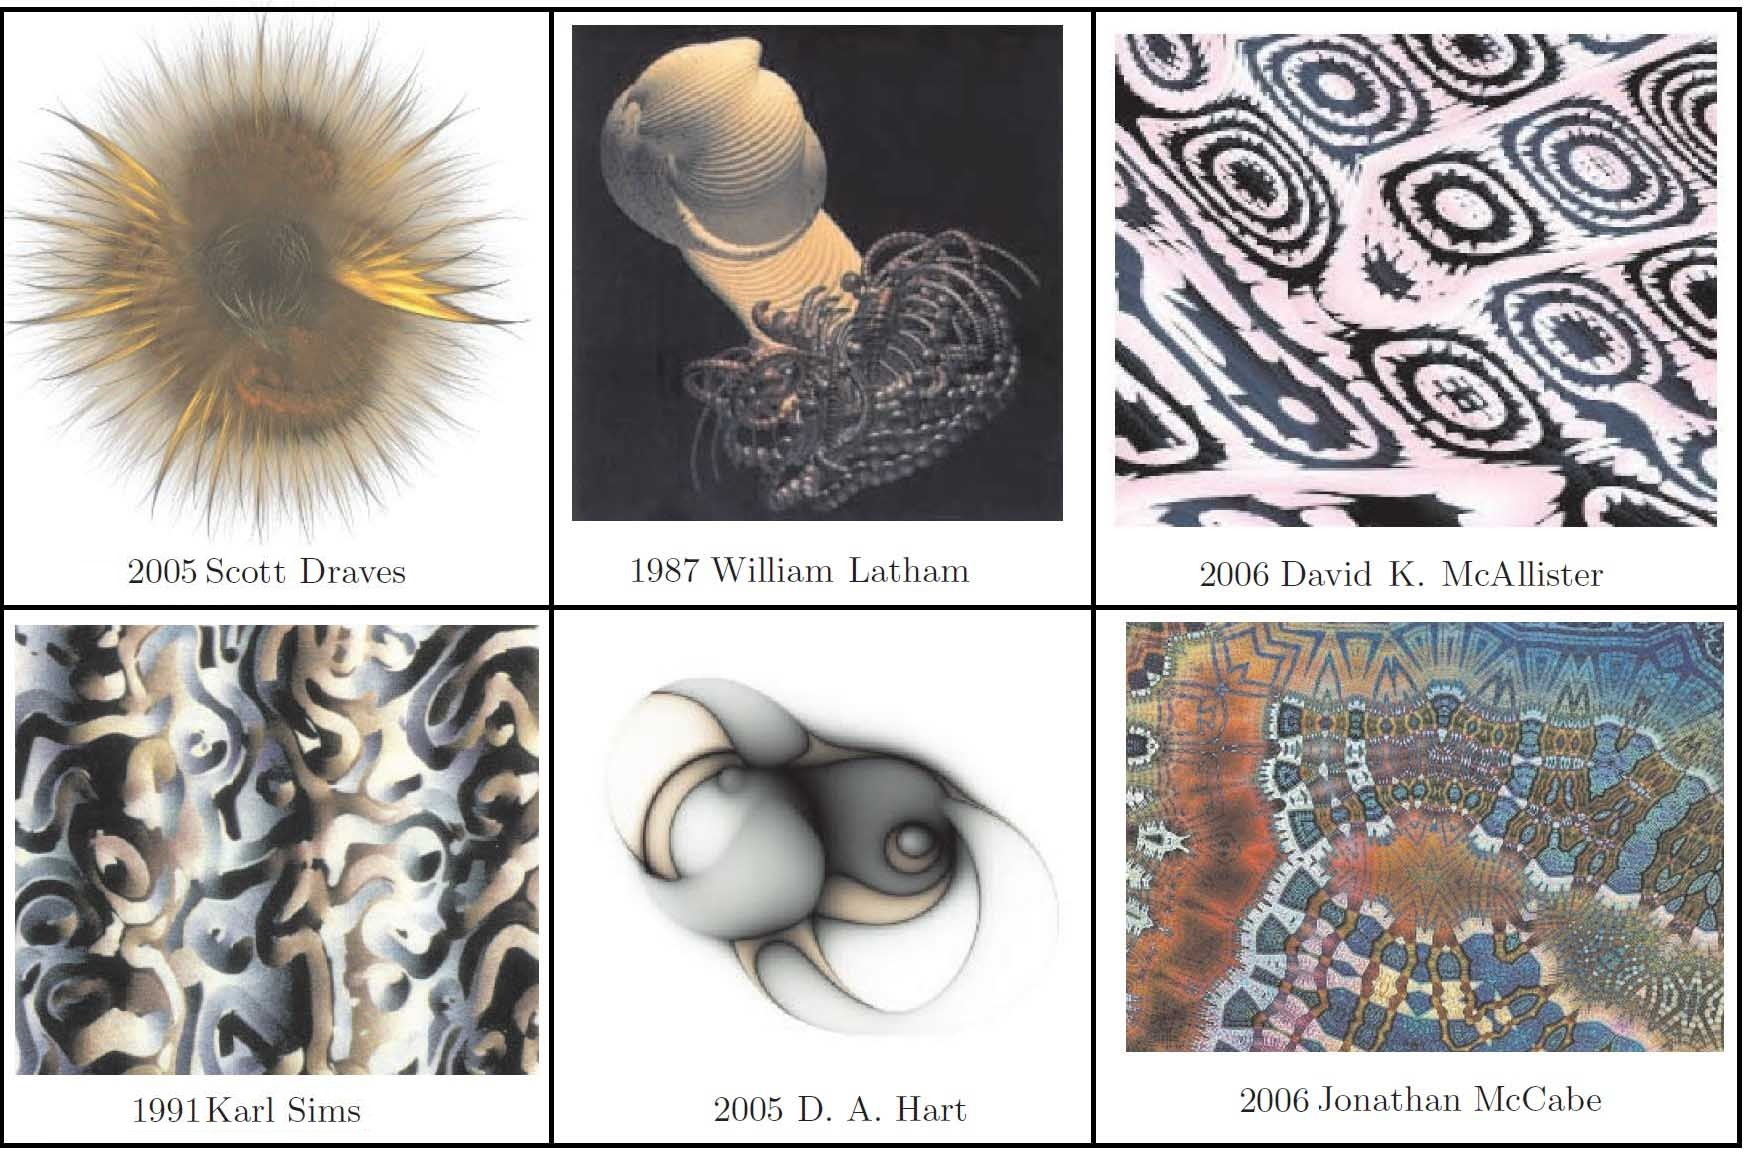 2005 Scott Draves
1987 William Latham
2006 David K. McAllister
1991 Karl Sims
2005 D. A. Hart
2006 Jonathan McCabe